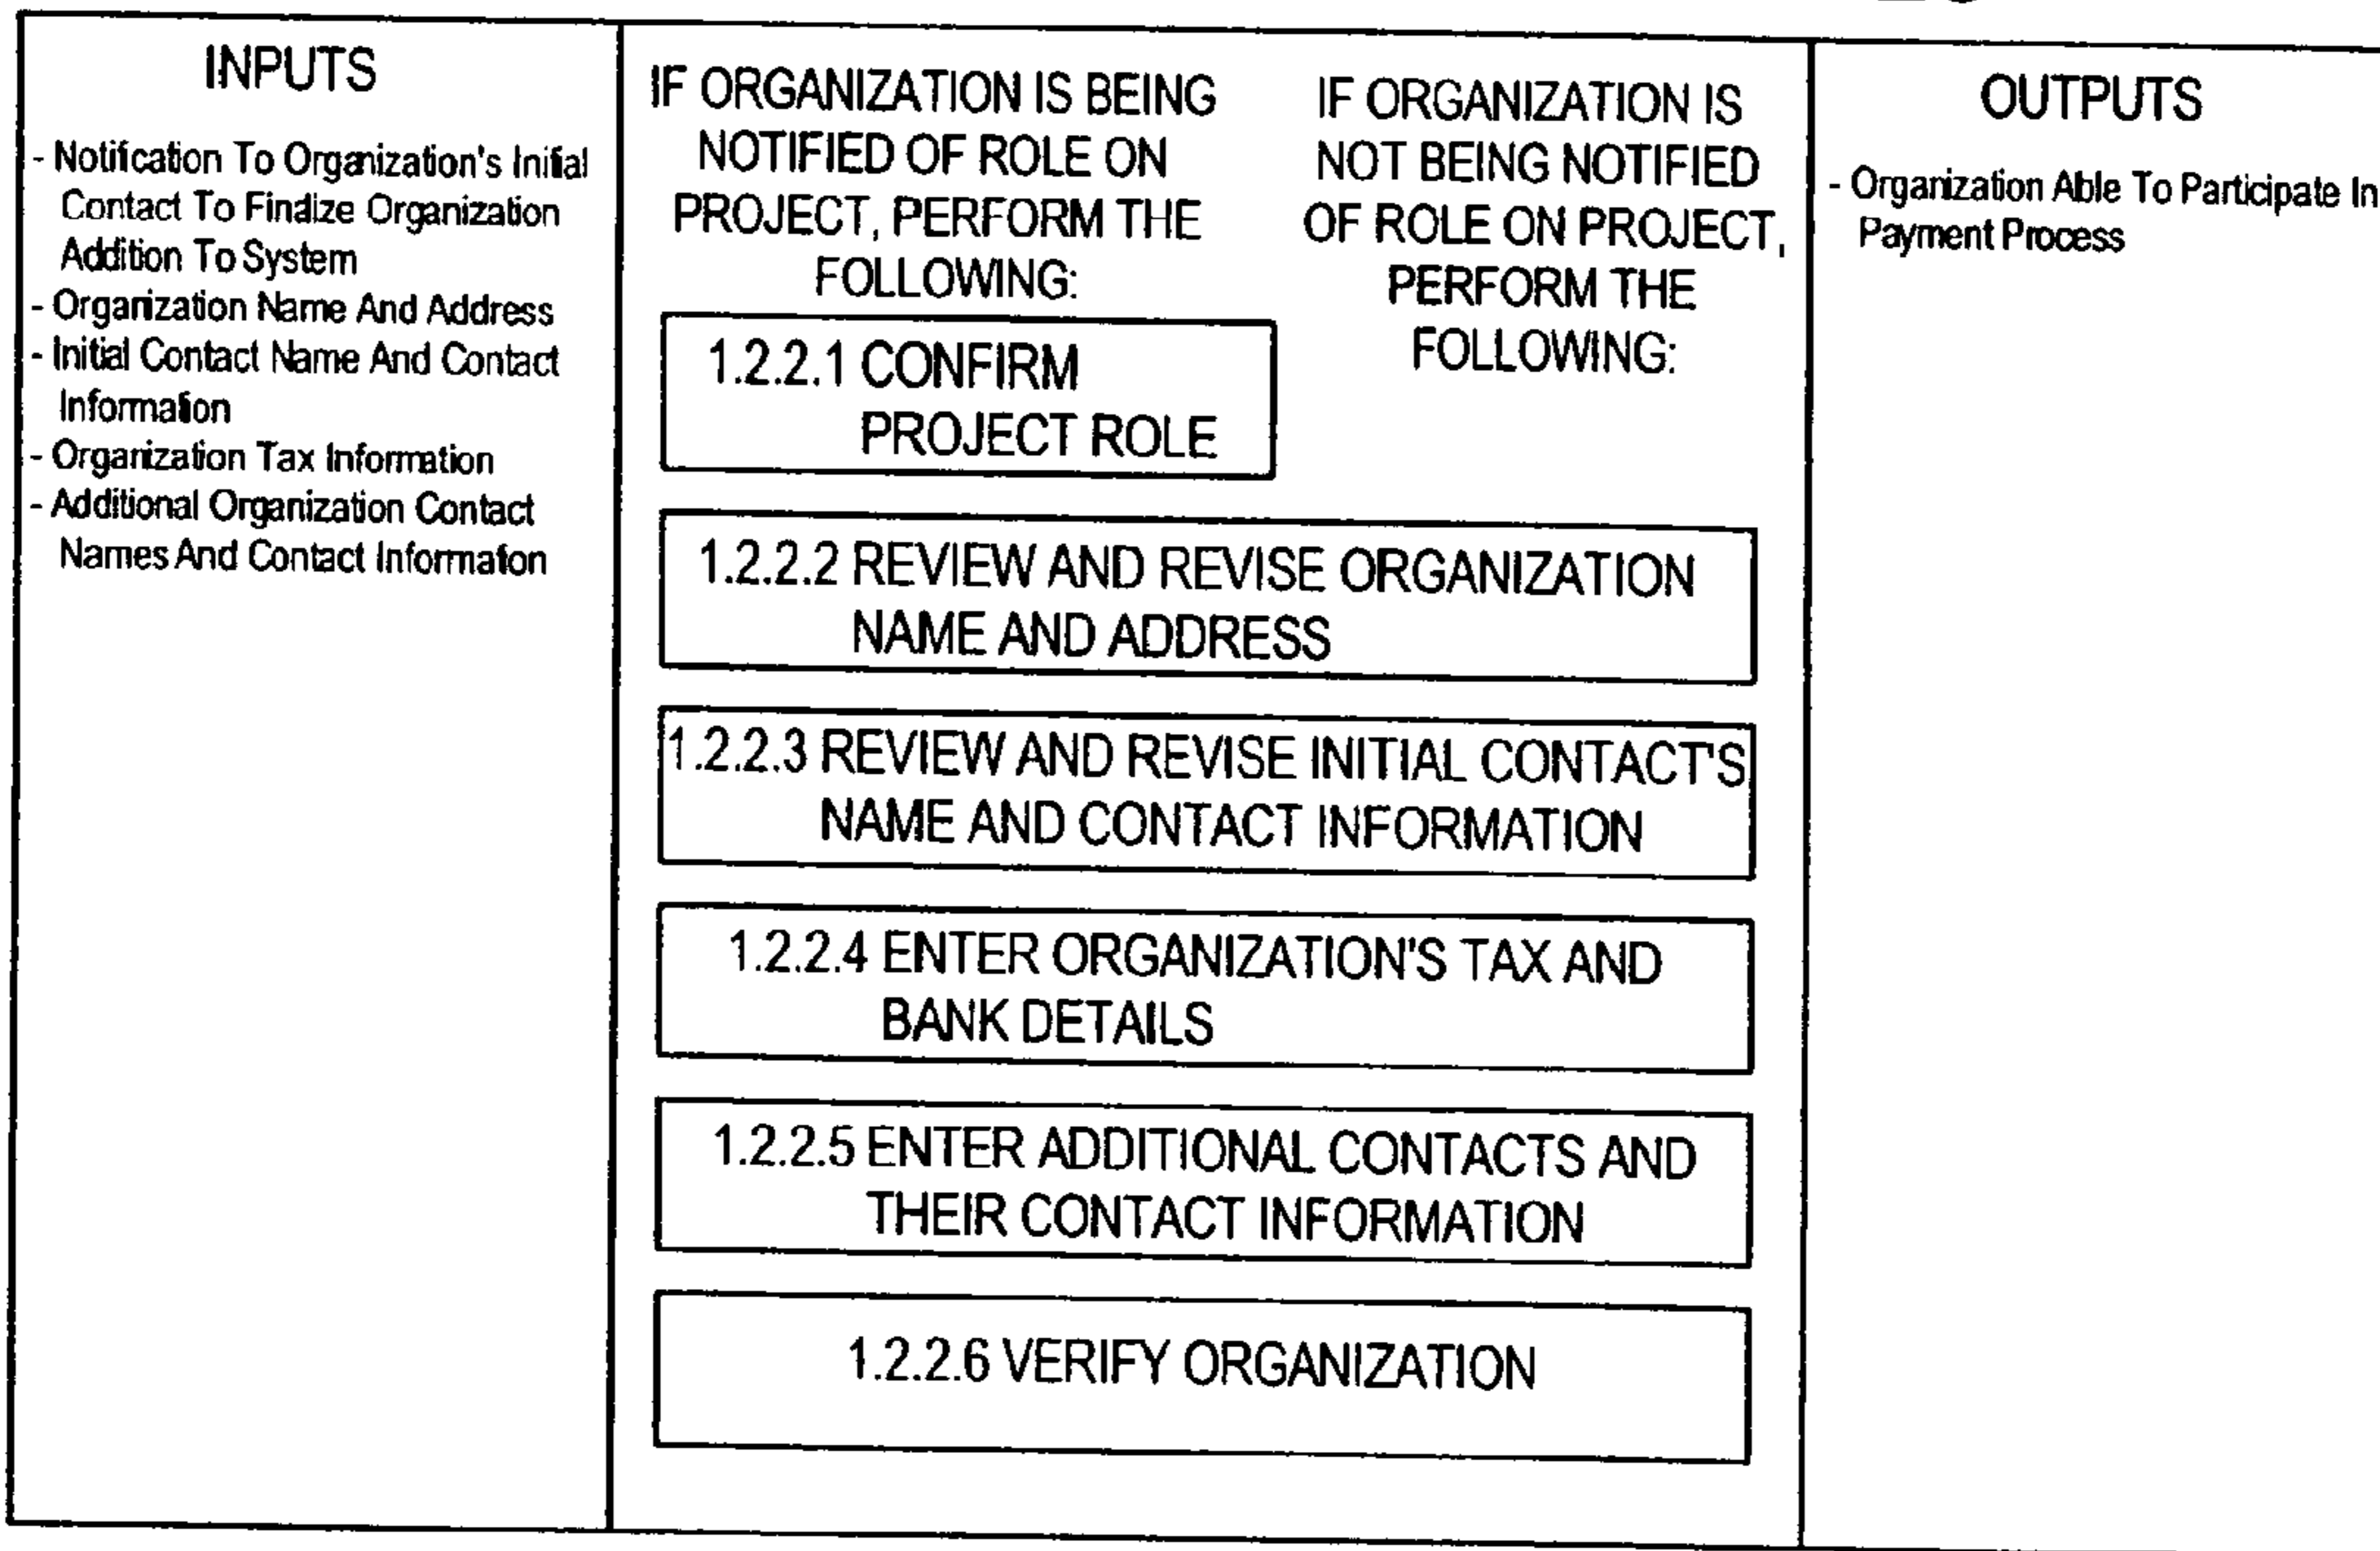 INPUTS
- Notifcation To Organization's Initial
Contact To Finalize Organization
Addition To System
- Organization Name And Address
- Initial Contact Name And Contact
Information
- Organization Tax Information
- Additional Organization Contact
Names And Contact Informaton
IF ORGANIZATION IS BEING
NOTIFIED OF ROLE ON
PROJECT, PERFORM THE
FOLLOWING:
IF ORGANIZATION IS
NOT BEING NOTIFIED
OF ROLE ON PROJECT,
PERFORM THE
FOLLOWING:
1.2.2.1 CONFIRM
PROJECT ROLE
1.2.2.2 REVIEW AND REVISE ORGANIZATION
NAME AND ADDRESS
1.2.2.3 REVIEW AND REVISE INITIAL CONTACT'S
NAME AND CONTACT INFORMATION
1.2.2.4 ENTER ORGANIZATION'S TAX AND
BANK DETAILS
1.2.2.5 ENTER ADDITIONAL CONTACTS AND
THEIR CONTACT INFORMATION
1.2.2.6 VERIFY ORGANIZATION
OUTPUTS
- Organization Able To Participate In
Payment Process